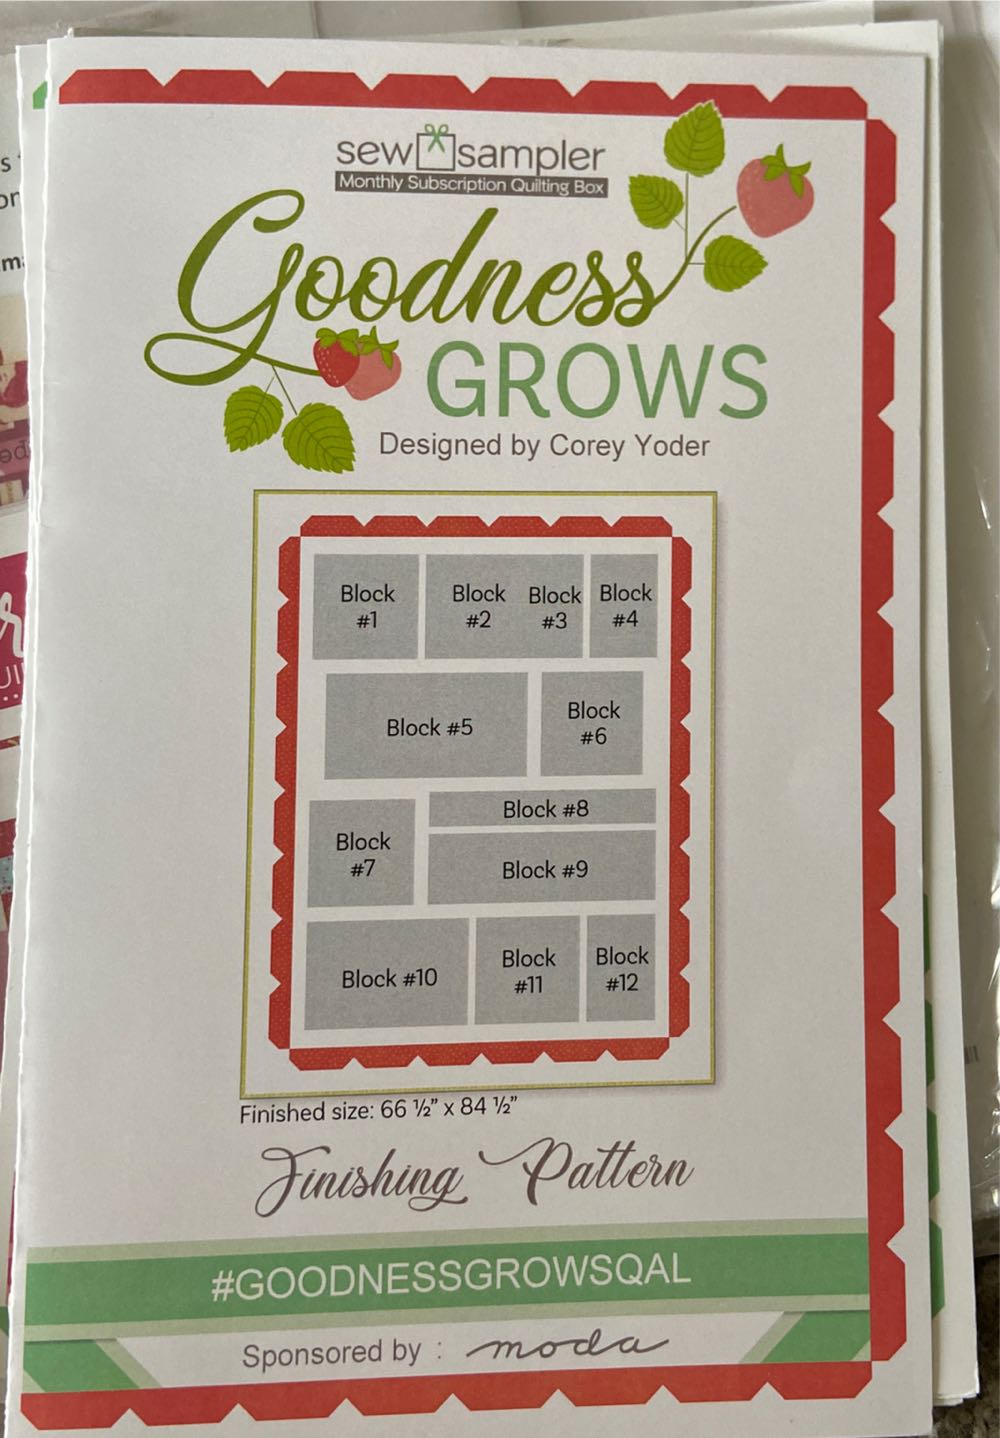 sew sampler
Monthly Subscription Quilting Box
Goodness
GROWS
Designed by Corey Yoder
Block #1
Block #2
Block #3
Block #4
Block #5
Block #6
Block #7
Block #8
Block #9
Block #10
Block #11
Block #12
Finished size: 66 ½” x 84 ½”
Finishing Pattern
#GOODNESSGROWSQAL
Sponsored by : moda